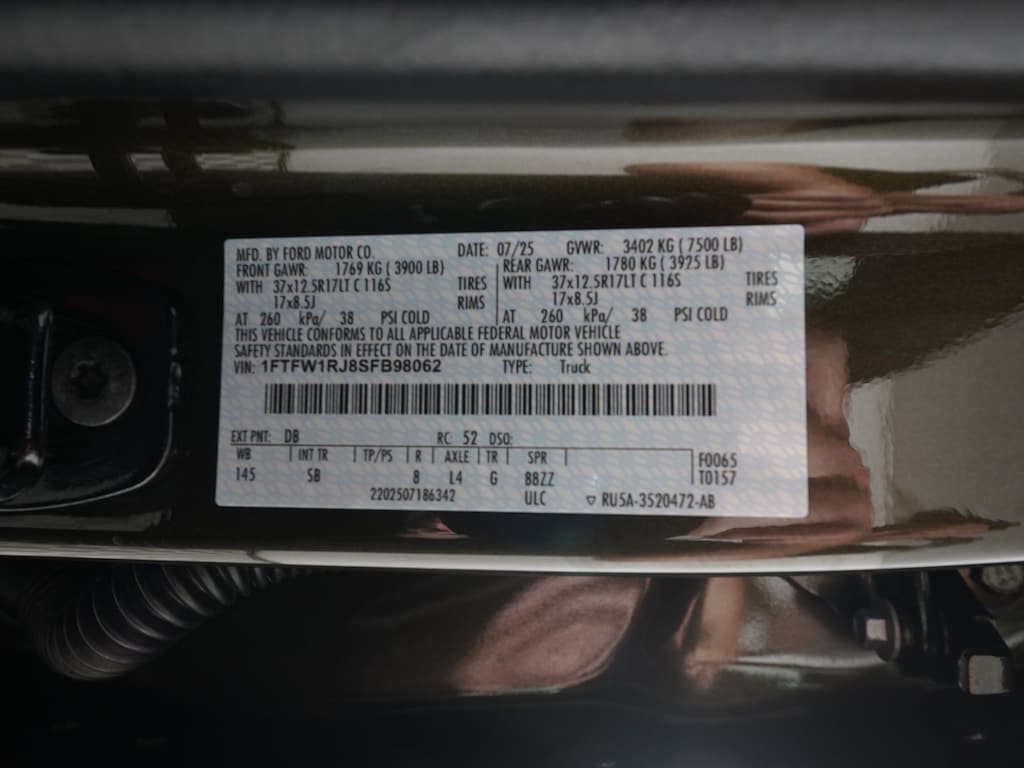 MFD. BY FORD MOTOR CO. DATE: 07/25 GVWR: 3402 KG ( 7500 LB)
FRONT GAWR: 1769 KG ( 3900 LB) REAR GAWR: 1780 KG ( 3925 LB)
WITH 37x12.5R17LT C 116S TIRES WITH 37x12.5R17LT C 116S TIRES
17x8.5J RIMS 17x8.5J RIMS
AT 260 kPa/ 38 PSI COLD AT 260 kPa/ 38 PSI COLD
THIS VEHICLE CONFORMS TO ALL APPLICABLE FEDERAL MOTOR VEHICLE
SAFETY STANDARDS IN EFFECT ON THE DATE OF MANUFACTURE SHOWN ABOVE.
VIN: 1FTFW1RJ8SFB98062 TYPE: Truck
EXT PNT: DB RC: 52 DSO:
WB INT TR TP/PS R AXLE TR SPR F0065
145 SB 8 L4 G 88ZZ T0157
2202507186342 ULC ▽ RU5A-3520472-AB